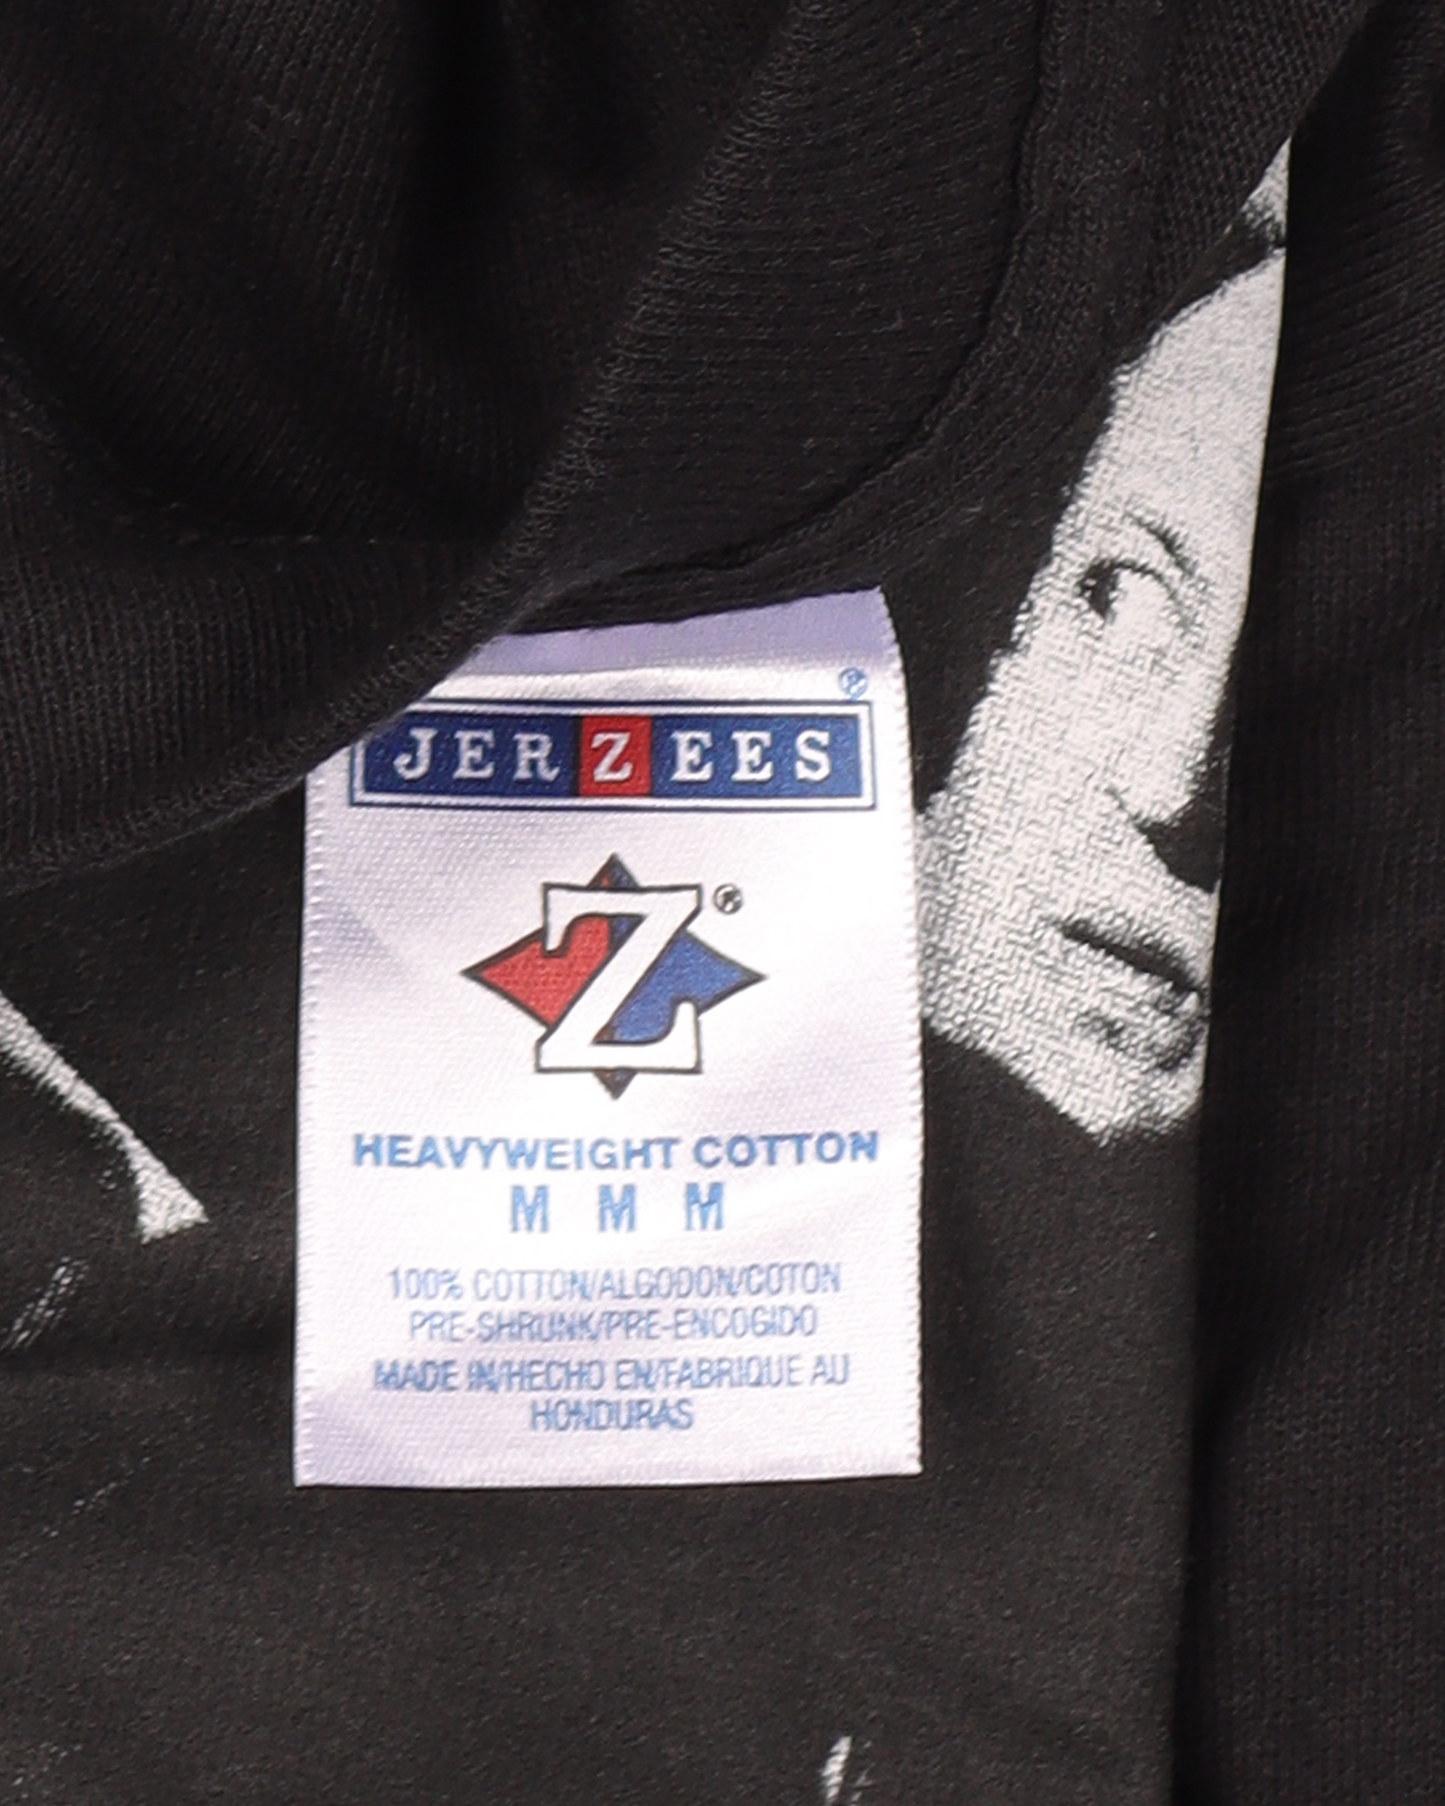 ®
JERZEES
Z®
HEAVYWEIGHT COTTON
M M M
100% COTTON/ALGODON/COTON
PRE-SHRUNK/PRE-ENCOGIDO
MADE IN/HECHO EN/FABRIQUE AU
HONDURAS